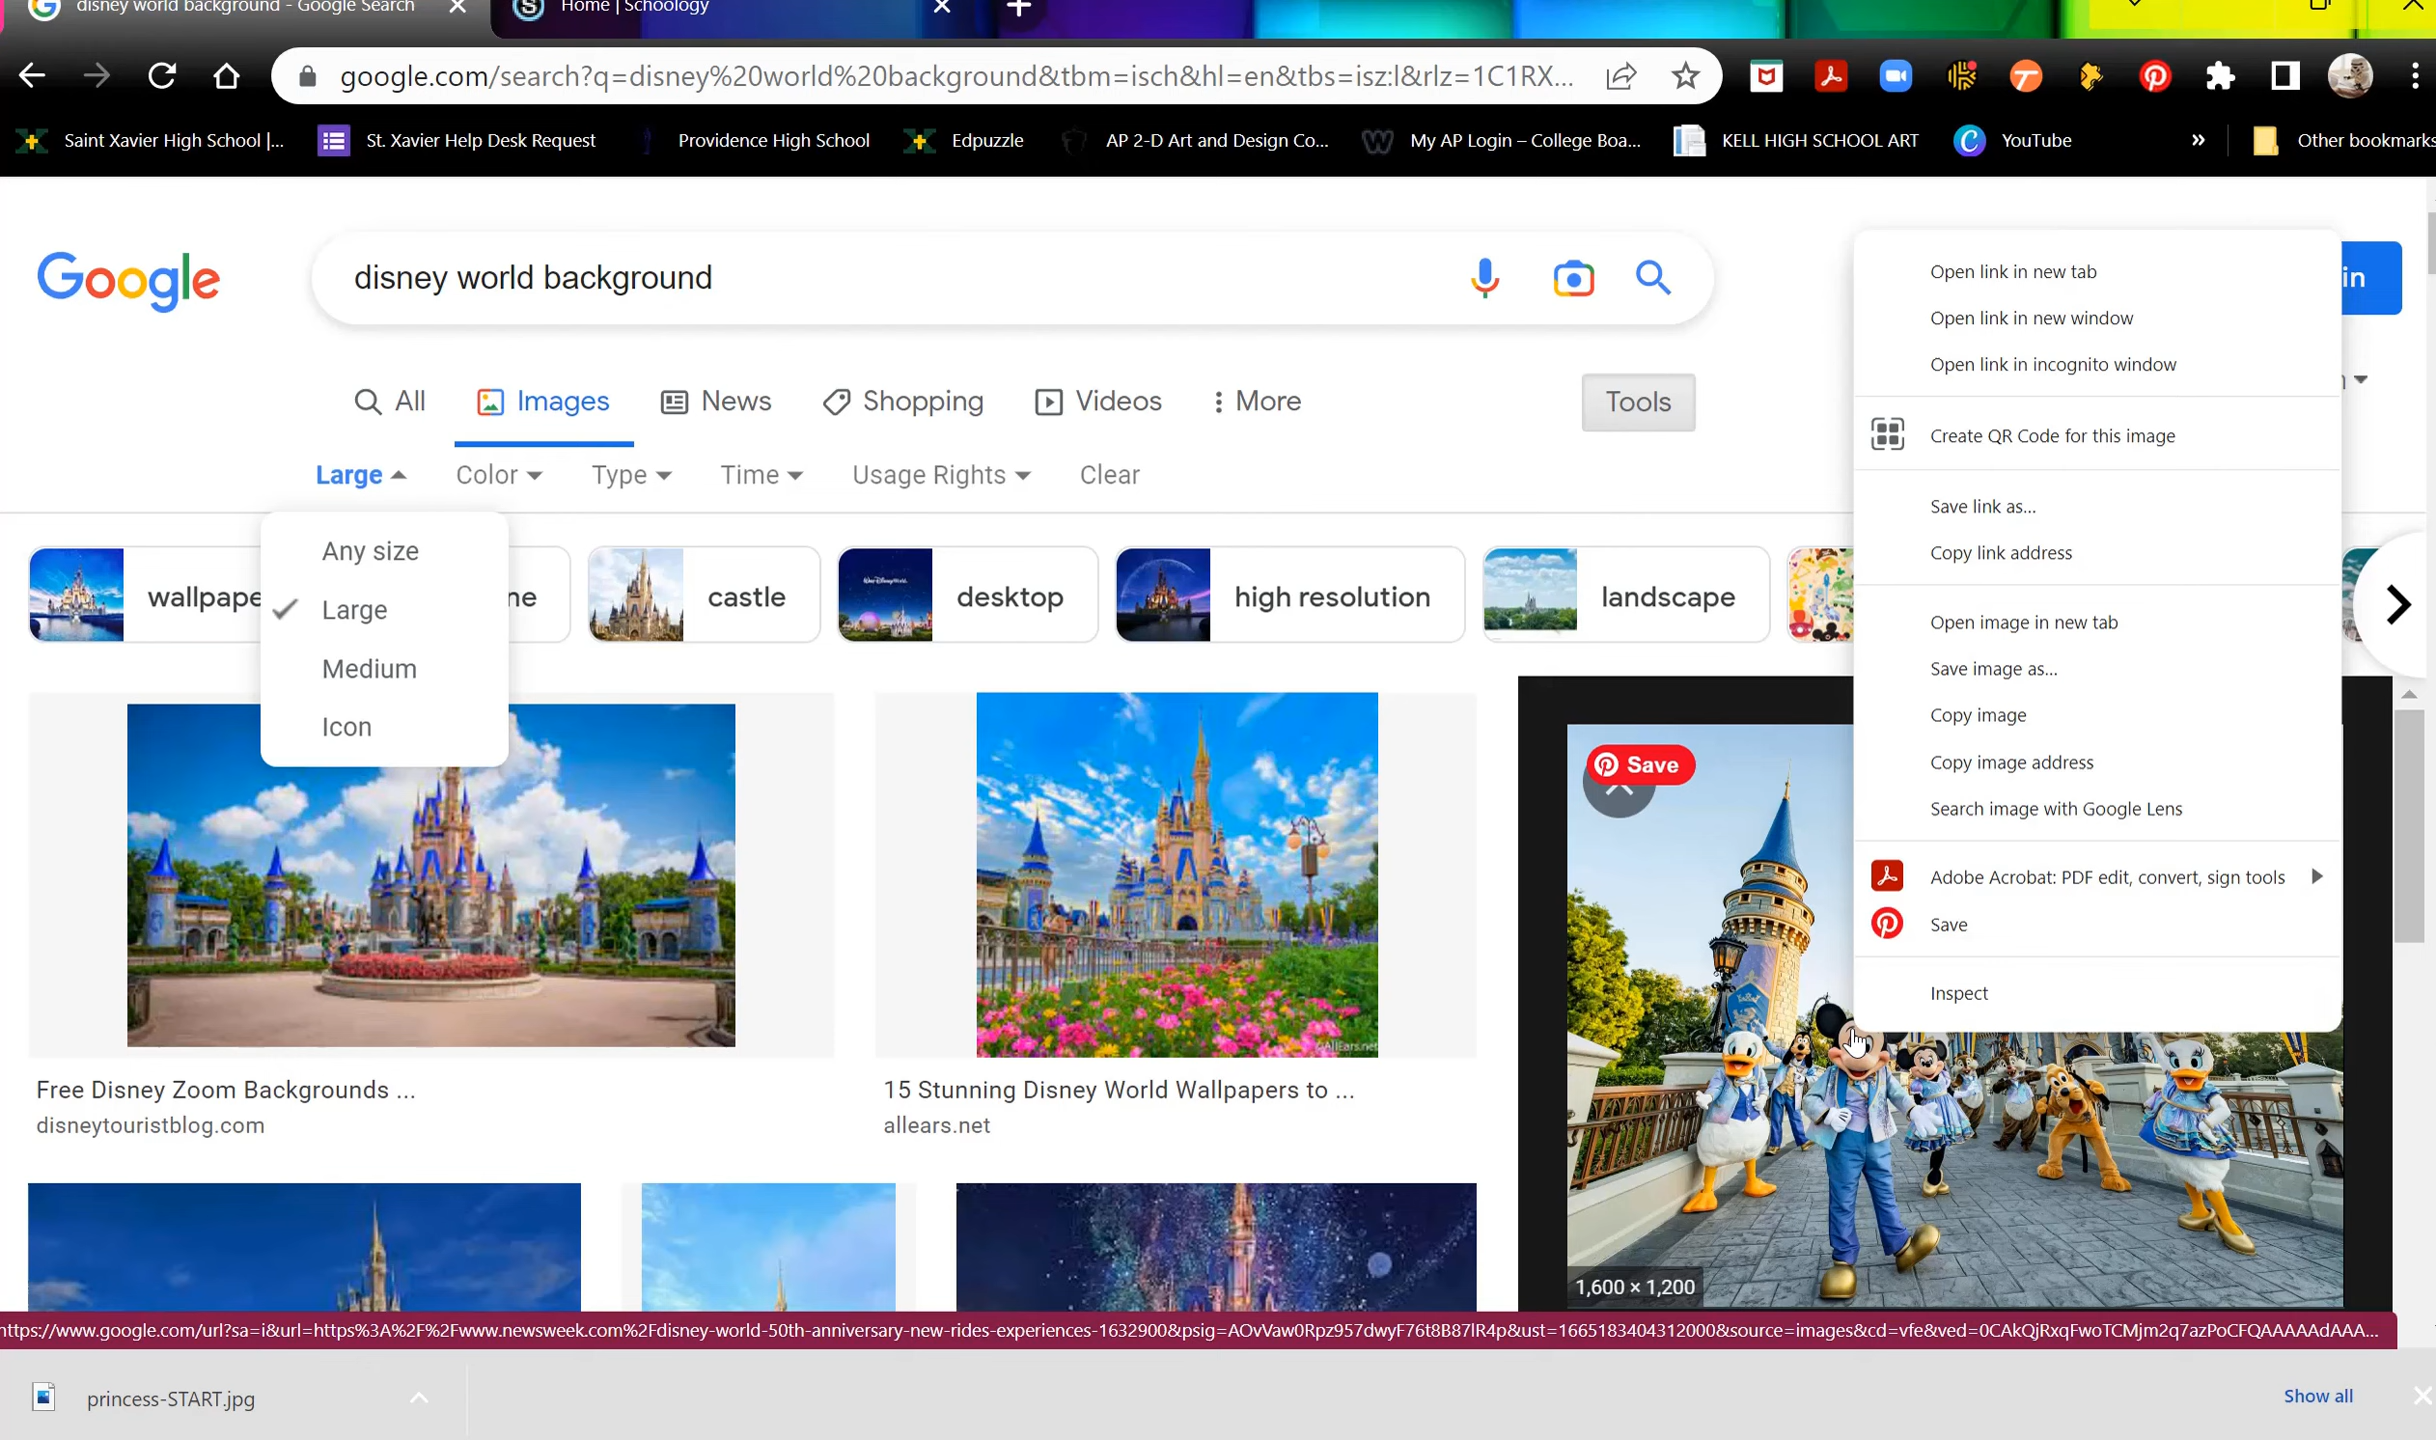 disney world background - Google Search
Home | Schoology
google.com/search?q=disney%20world%20background&tbm=isch&hl=en&tbs=isz:l&rlz=1C1RX...
Saint Xavier High School |...
St. Xavier Help Desk Request
Providence High School
Edpuzzle
AP 2-D Art and Design Co...
My AP Login – College Boa...
KELL HIGH SCHOOL ART
YouTube
»
Other bookmarks
Google
disney world background
in
All
Images
News
Shopping
Videos
More
Tools
Large
Color
Type
Time
Usage Rights
Clear
Any size
Large
Medium
Icon
castle
desktop
high resolution
landscape
Open link in new tab
Open link in new window
Open link in incognito window
Create QR Code for this image
Save link as...
Copy link address
Open image in new tab
Save image as...
Copy image
Copy image address
Search image with Google Lens
Adobe Acrobat: PDF edit, convert, sign tools
Save
Inspect
Save
AllEars.net
1,600 × 1,200
Free Disney Zoom Backgrounds ...
disneytouristblog.com
15 Stunning Disney World Wallpapers to ...
allears.net
https://www.google.com/url?sa=i&url=https%3A%2F%2Fwww.newsweek.com%2Fdisney-world-50th-anniversary-new-rides-experiences-1632900&psig=AOvVaw0Rpz957dwyF76t8B87lR4p&ust=1665183404312000&source=images&cd=vfe&ved=0CAkQjRxqFwoTCMjm2q7azPoCFQAAAAAdAAA...
princess-START.jpg
Show all